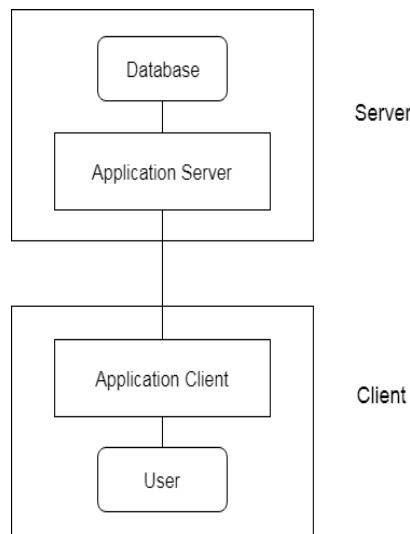 Database
Server
Application Server
Application Client
Client
User